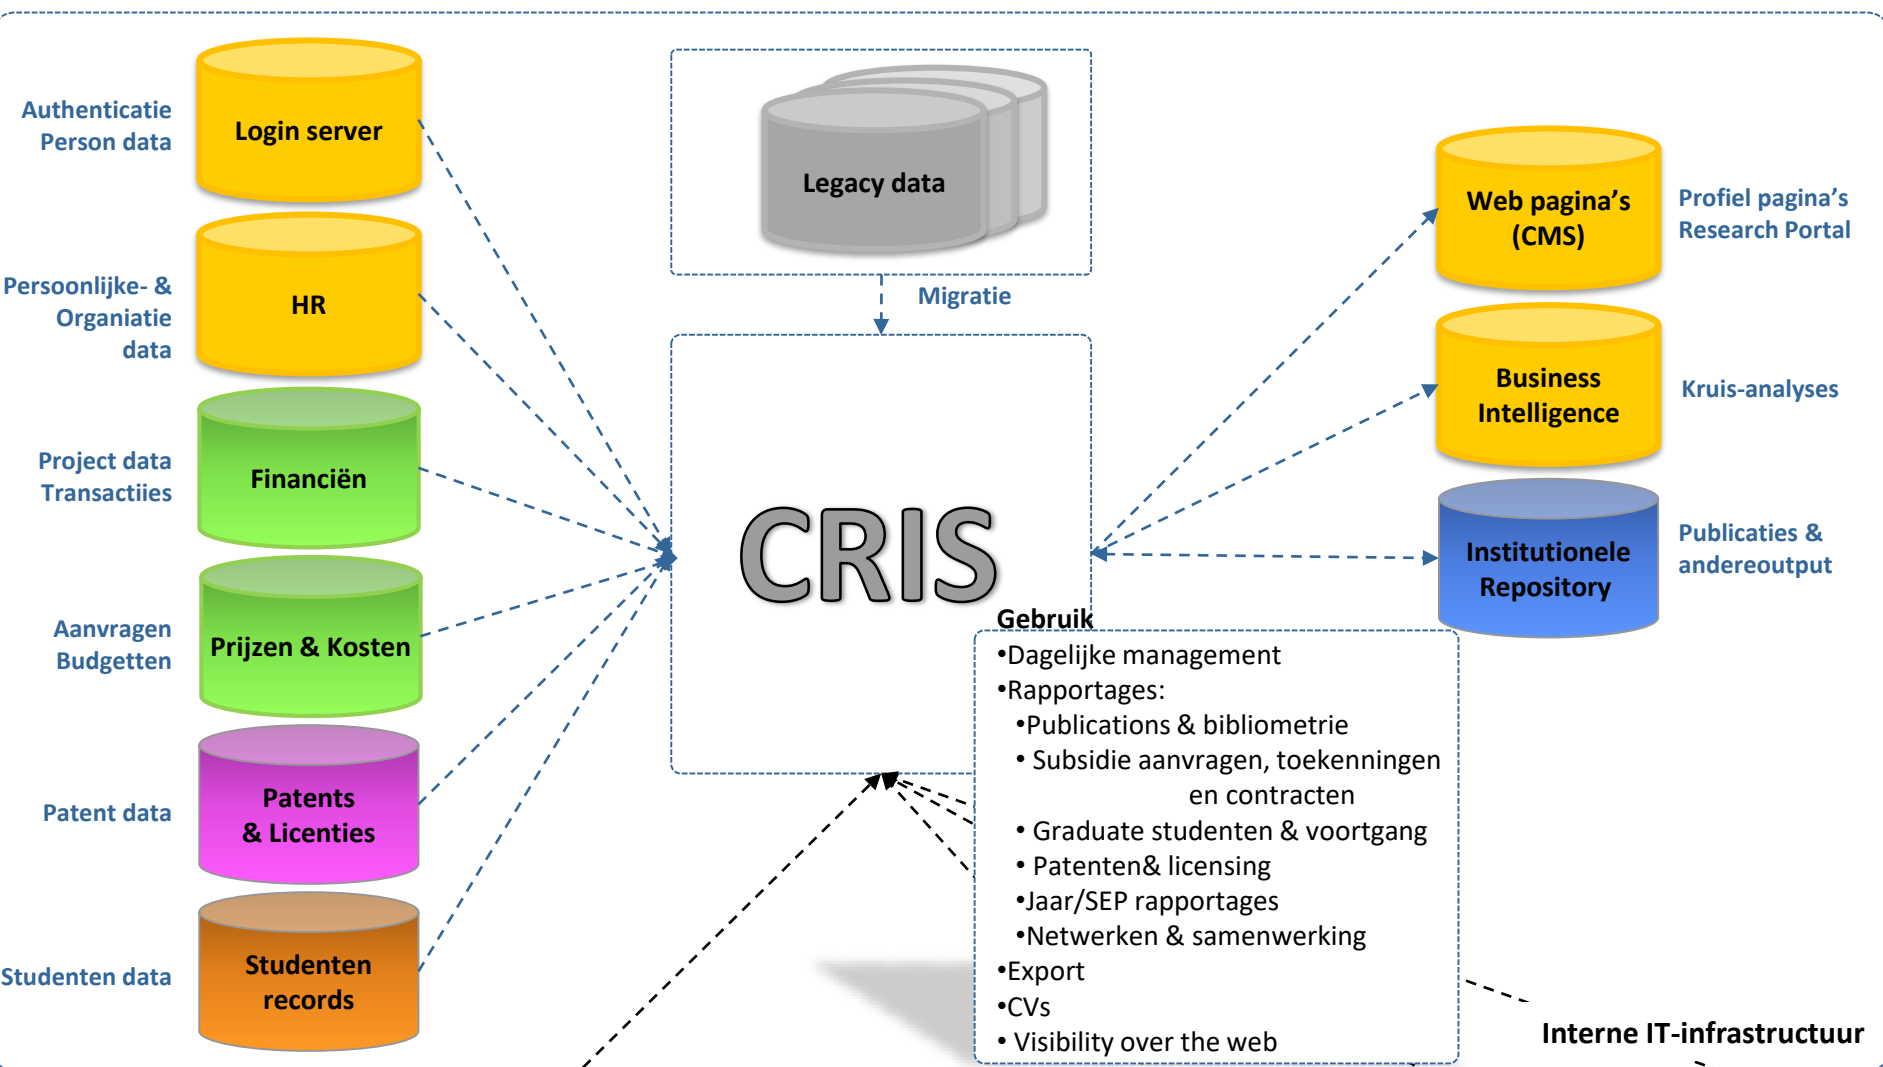 Authenticatie
Person data
Login server
Persoonlijke- &
Organiatie
data
HR
Project data
Transactiies
Financiën
Aanvragen
Budgetten
Prijzen & Kosten
Patent data
Patents
& Licenties
Studenten data
Studenten
records
Legacy data
Migratie
CRIS
Web pagina’s
(CMS)
Profiel pagina’s
Research Portal
Business
Intelligence
Kruis-analyses
Institutionele
Repository
Publicaties &
andereoutput
Gebruik
•Dagelijke management
•Rapportages:
•Publications & bibliometrie
• Subsidie aanvragen, toekenningen
en contracten
• Graduate studenten & voortgang
• Patenten& licensing
•Jaar/SEP rapportages
•Netwerken & samenwerking
•Export
•CVs
• Visibility over the web
Interne IT-infrastructuur